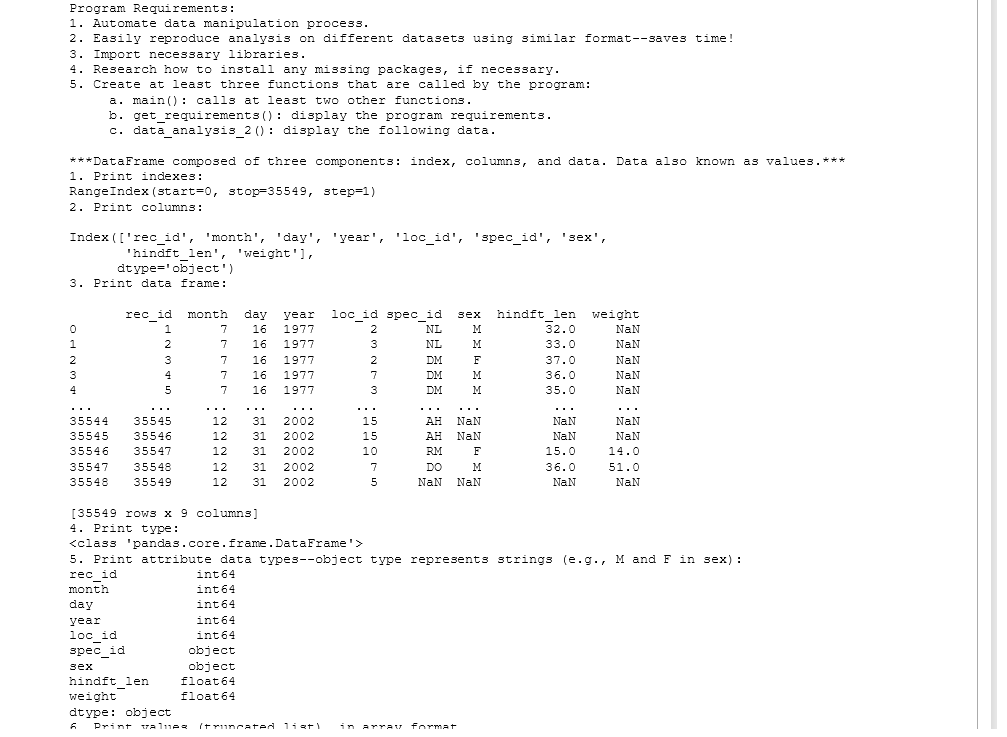 Program Requirements:
1. Automate data manipulation process.
2. Easily reproduce analysis on different datasets using similar format--saves time!
3. Import necessary libraries.
4. Research how to install any missing packages, if necessary.
5. Create at least three functions that are called by the program:
     a. main(): calls at least two other functions.
     b. get_requirements(): display the program requirements.
     c. data_analysis_2(): display the following data.

***DataFrame composed of three components: index, columns, and data. Data also known as values.***
1. Print indexes:
RangeIndex(start=0, stop=35549, step=1)
2. Print columns:

Index(['rec_id', 'month', 'day', 'year', 'loc_id', 'spec_id', 'sex',
       'hindft_len', 'weight'],
      dtype='object')
3. Print data frame:

       rec_id  month  day  year  loc_id spec_id  sex  hindft_len  weight
0           1      7   16  1977       2      NL    M        32.0     NaN
1           2      7   16  1977       3      NL    M        33.0     NaN
2           3      7   16  1977       2      DM    F        37.0     NaN
3           4      7   16  1977       7      DM    M        36.0     NaN
4           5      7   16  1977       3      DM    M        35.0     NaN
...       ...    ...  ...   ...     ...     ...  ...         ...     ...
35544   35545     12   31  2002      15      AH  NaN         NaN     NaN
35545   35546     12   31  2002      15      AH  NaN         NaN     NaN
35546   35547     12   31  2002      10      RM    F        15.0    14.0
35547   35548     12   31  2002       7      DO    M        36.0    51.0
35548   35549     12   31  2002       5     NaN  NaN         NaN     NaN

[35549 rows x 9 columns]
4. Print type:
<class 'pandas.core.frame.DataFrame'>
5. Print attribute data types--object type represents strings (e.g., M and F in sex):
rec_id          int64
month           int64
day             int64
year            int64
loc_id          int64
spec_id        object
sex            object
hindft_len    float64
weight        float64
dtype: object
6. Print values (truncated list), in array format